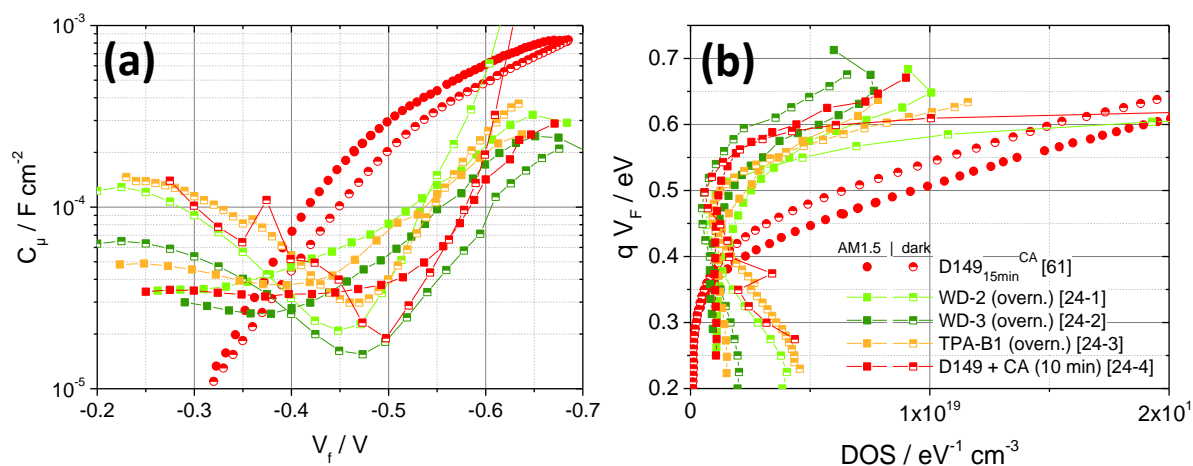 (a)
10⁻³
10⁻⁴
10⁻⁵
C_μ / F cm⁻²
-0.2 -0.3 -0.4 -0.5 -0.6 -0.7
V_f / V
(b)
0.7
0.6
0.5
0.4
0.3
0.2
q V_F / eV
AM1.5 | dark
D149_15min^CA [61]
WD-2 (overn.) [24-1]
WD-3 (overn.) [24-2]
TPA-B1 (overn.) [24-3]
D149 + CA (10 min) [24-4]
0 1x10¹⁹ 2x10¹
DOS / eV⁻¹ cm⁻³